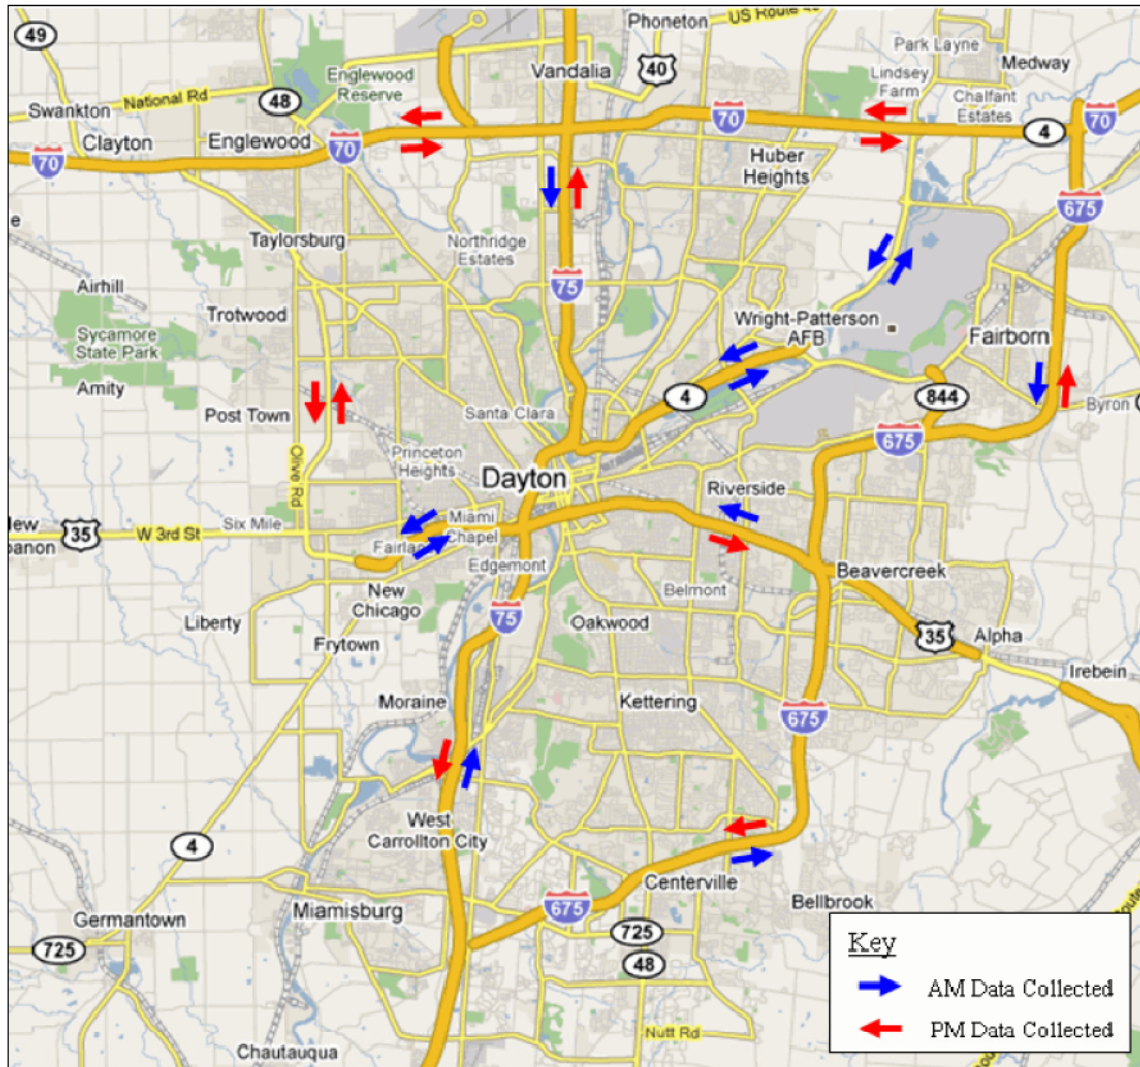 49
Phoneton
US Route
Park Layne
Medway
Vandalia
40
Englewood
Reserve
Lindsey
Farm
National Rd
48
Swankton
Chalfant
Estates
Clayton
Englewood
70
70
70
4
70
Huber
Heights
675
Taylorsburg
Northridge
Estates
Airhill
75
Trotwood
Wright-Patterson
AFB
Sycamore
State Park
Fairborn
Amity
4
844
Byron
Post Town
Santa Clara
675
Princeton
Heights
Olive Rd
Dayton
Riverside
35
W 3rd St
Six Mile
Miami
Chapel
Edgemont
New
Chicago
Beavercreek
Belmont
75
Liberty
Oakwood
35
Alpha
Frytown
Irebein
Moraine
Kettering
675
West
Carrollton City
4
Centerville
Bellbrook
Miamisburg
675
Germantown
725
725
48
Nutt Rd
Chautauqua
Key
AM Data Collected
PM Data Collected